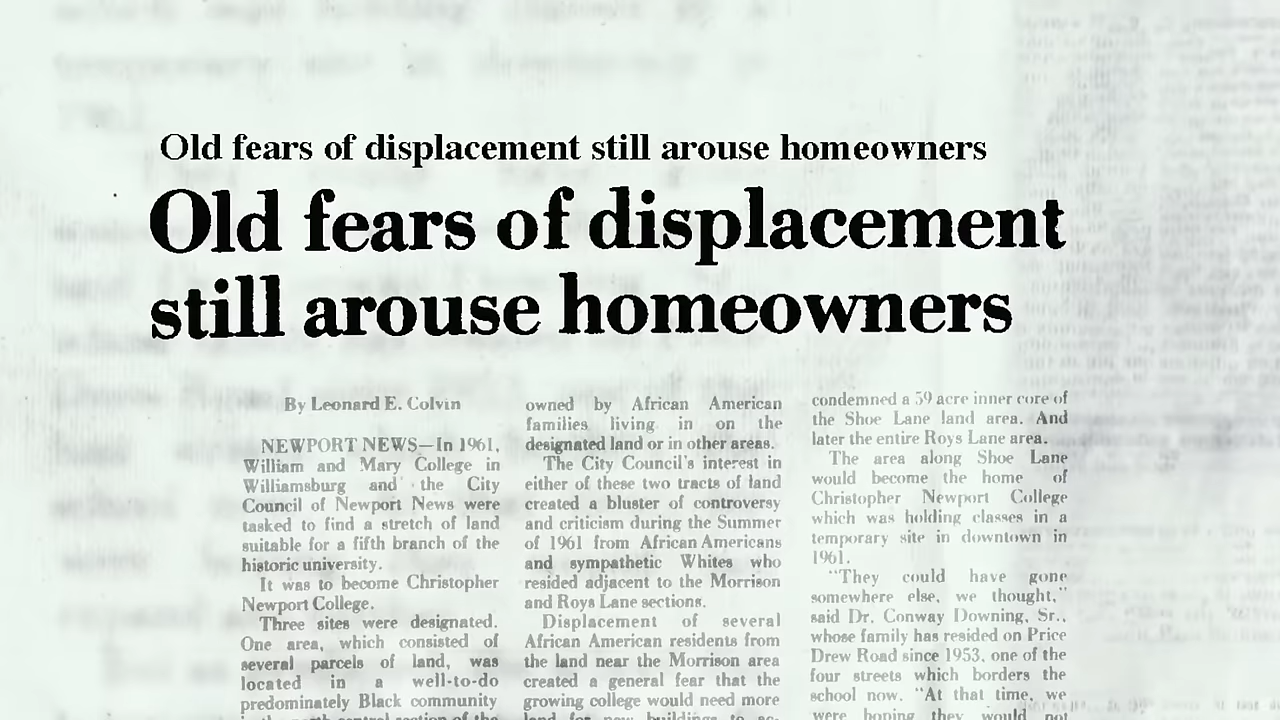 Old fears of displacement still arouse homeowners
Old fears of displacement
still arouse homeowners
By Leonard E. Colvin
NEWPORT NEWS—In 1961,
William and Mary College in
Williamsburg and the City
Council of Newport News were
tasked to find a stretch of land
suitable for a fifth branch of the
historic university.
It was to become Christopher
Newport College.
Three sites were designated.
One area, which consisted of
several parcels of land, was
located in a well-to-do
predominately Black community
owned by African American
families living in on the
designated land or in other areas.
The City Council's interest in
either of these two tracts of land
created a bluster of controversy
and criticism during the Summer
of 1961 from African Americans
and sympathetic Whites who
resided adjacent to the Morrison
and Roys Lane sections.
Displacement of several
African American residents from
the land near the Morrison area
created a general fear that the
growing college would need more
condemned a 59 acre inner core of
the Shoe Lane land area. And
later the entire Roys Lane area.
The area along Shoe Lane
would become the home of
Christopher Newport College
which was holding classes in a
temporary site in downtown in
1961.
"They could have gone
somewhere else, we thought,"
said Dr. Conway Downing, Sr.,
whose family has resided on Price
Drew Road since 1953, one of the
four streets which borders the
school now. "At that time, we
were hoping they would not